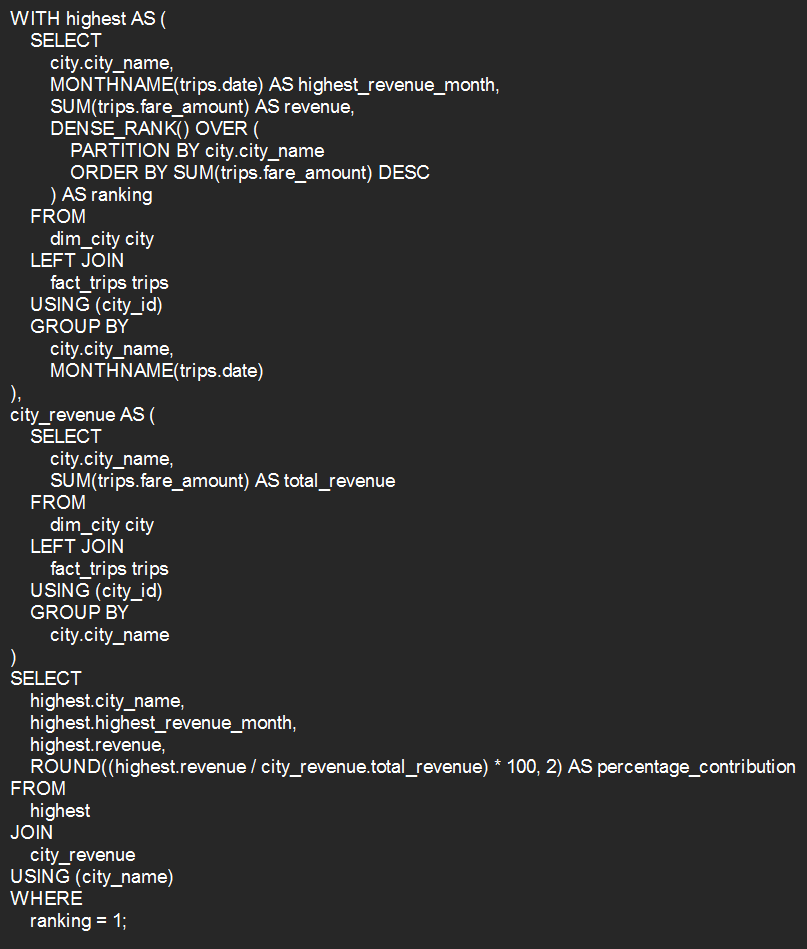 WITH highest AS (
SELECT
city.city_name,
MONTHNAME(trips.date) AS highest_revenue_month,
SUM(trips.fare_amount) AS revenue,
DENSE_RANK() OVER (
PARTITION BY city.city_name
ORDER BY SUM(trips.fare_amount) DESC
) AS ranking
FROM
dim_city city
LEFT JOIN
fact_trips trips
USING (city_id)
GROUP BY
city.city_name,
MONTHNAME(trips.date)
),
city_revenue AS (
SELECT
city.city_name,
SUM(trips.fare_amount) AS total_revenue
FROM
dim_city city
LEFT JOIN
fact_trips trips
USING (city_id)
GROUP BY
city.city_name
)
SELECT
highest.city_name,
highest.highest_revenue_month,
highest.revenue,
ROUND((highest.revenue / city_revenue.total_revenue) * 100, 2) AS percentage_contribution
FROM
highest
JOIN
city_revenue
USING (city_name)
WHERE
ranking = 1;